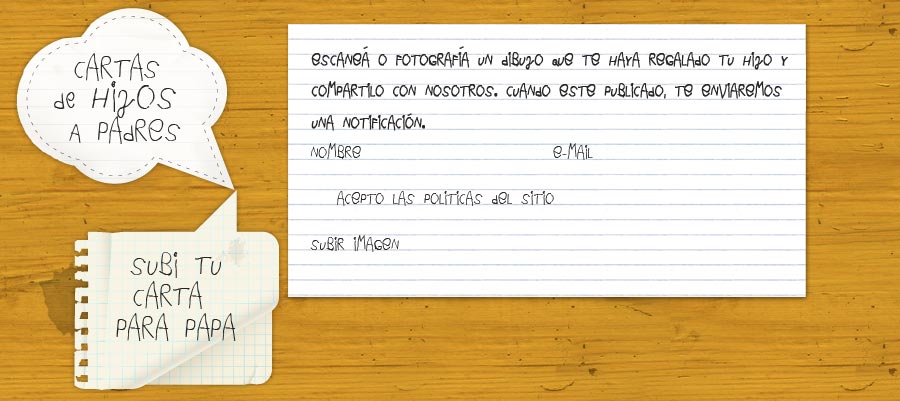 CARTAS
de HijOS
A PAdRES
SUBI TU
CARTA
PARA PAPA
ESCANEÁ O FOTOGRAFÍA UN dIBUJO QUE TE HAYA REGALADO TU HIJO Y
COMPARTILO CON NOSOTROS. CUANDO ESTE PUBLICADO, TE ENVIAREMOS
UNA NOTIFICACIÓN.
NOMBRE e-MAIL
ACEPTO LAS POLITICAS del SITIO
SUBIR IMAGEN